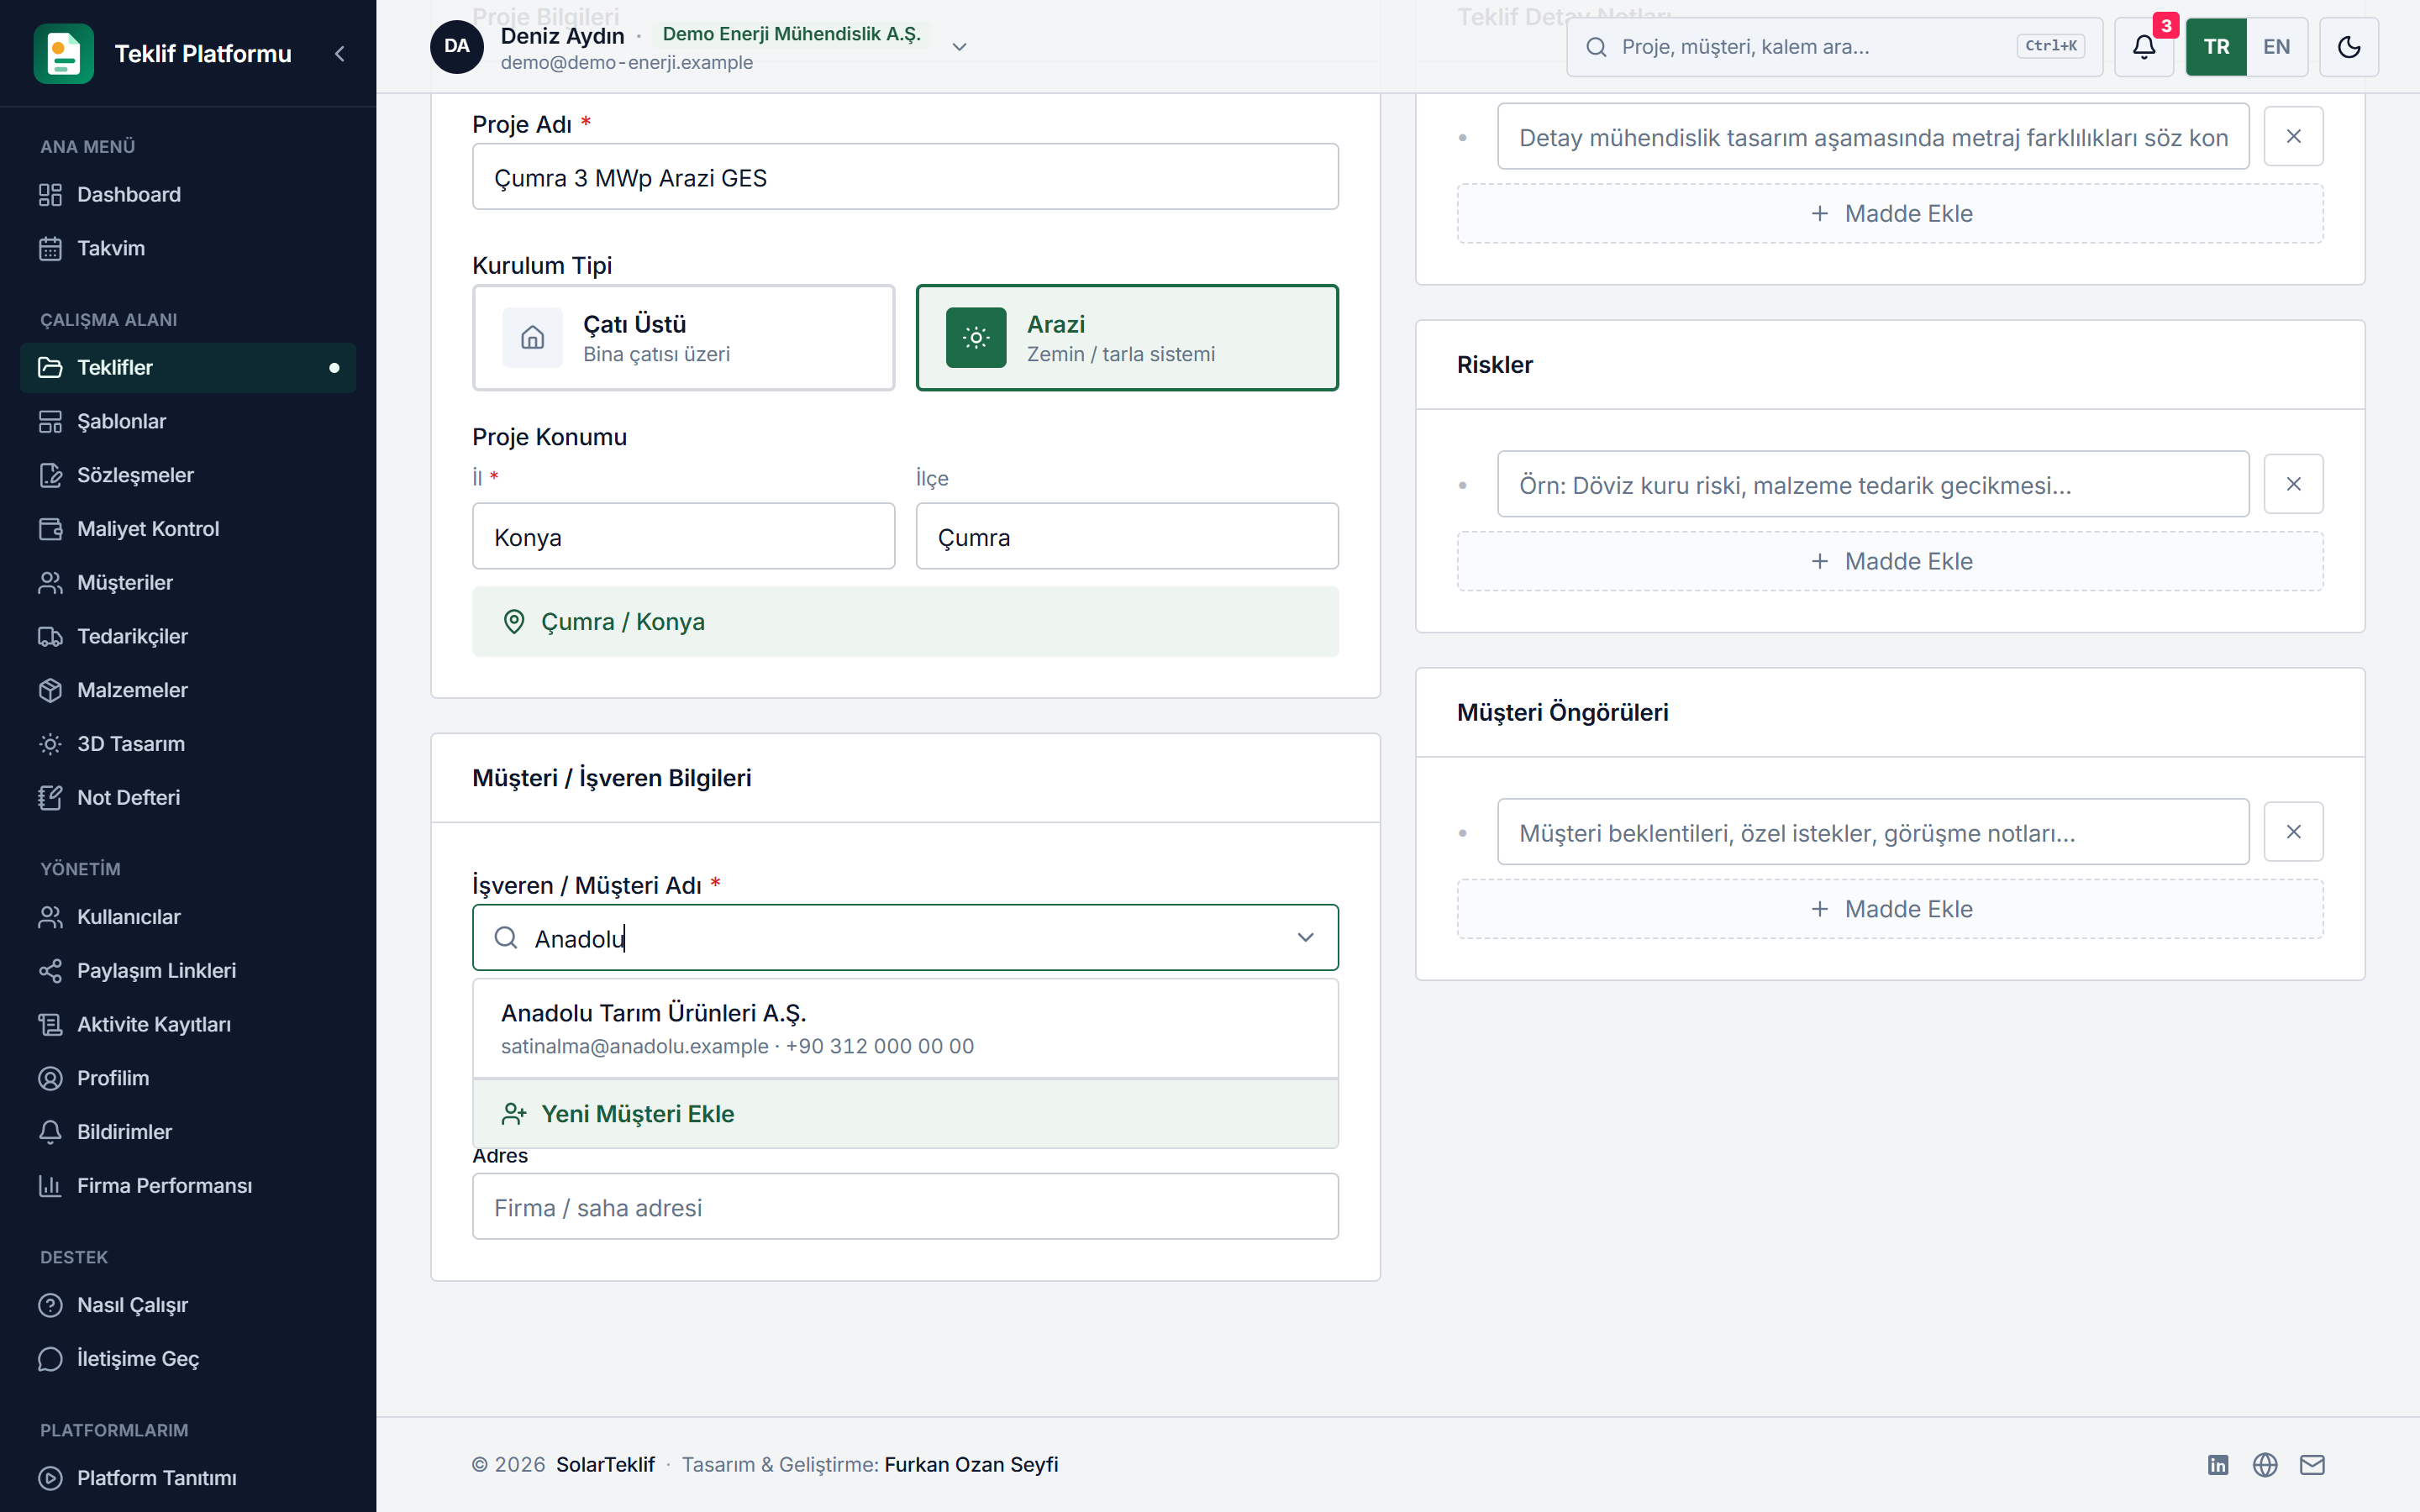 Teklif Platformu
ANA MENÜ
Dashboard
Takvim
ÇALIŞMA ALANI
Teklifler
Şablonlar
Sözleşmeler
Maliyet Kontrol
Müşteriler
Tedarikçiler
Malzemeler
3D Tasarım
Not Defteri
YÖNETİM
Kullanıcılar
Paylaşım Linkleri
Aktivite Kayıtları
Profilim
Bildirimler
Firma Performansı
DESTEK
Nasıl Çalışır
İletişime Geç
PLATFORMLARIM
Platform Tanıtımı
Proje Bilgileri
DA
Deniz Aydın · Demo Enerji Mühendislik A.Ş.
demo@demo-enerji.example
Teklif Detay Notları
Proje, müşteri, kalem ara... Ctrl+K
3
TR EN
Proje Adı *
Çumra 3 MWp Arazi GES
Kurulum Tipi
Çatı Üstü
Bina çatısı üzeri
Arazi
Zemin / tarla sistemi
Proje Konumu
İl *
İlçe
Konya
Çumra
Çumra / Konya
Müşteri / İşveren Bilgileri
İşveren / Müşteri Adı *
Anadolu
Anadolu Tarım Ürünleri A.Ş.
satinalma@anadolu.example · +90 312 000 00 00
Yeni Müşteri Ekle
Adres
Firma / saha adresi
• Detay mühendislik tasarım aşamasında metraj farklılıkları söz kon
+ Madde Ekle
Riskler
• Örn: Döviz kuru riski, malzeme tedarik gecikmesi...
+ Madde Ekle
Müşteri Öngörüleri
• Müşteri beklentileri, özel istekler, görüşme notları...
+ Madde Ekle
© 2026 SolarTeklif · Tasarım & Geliştirme: Furkan Ozan Seyfi